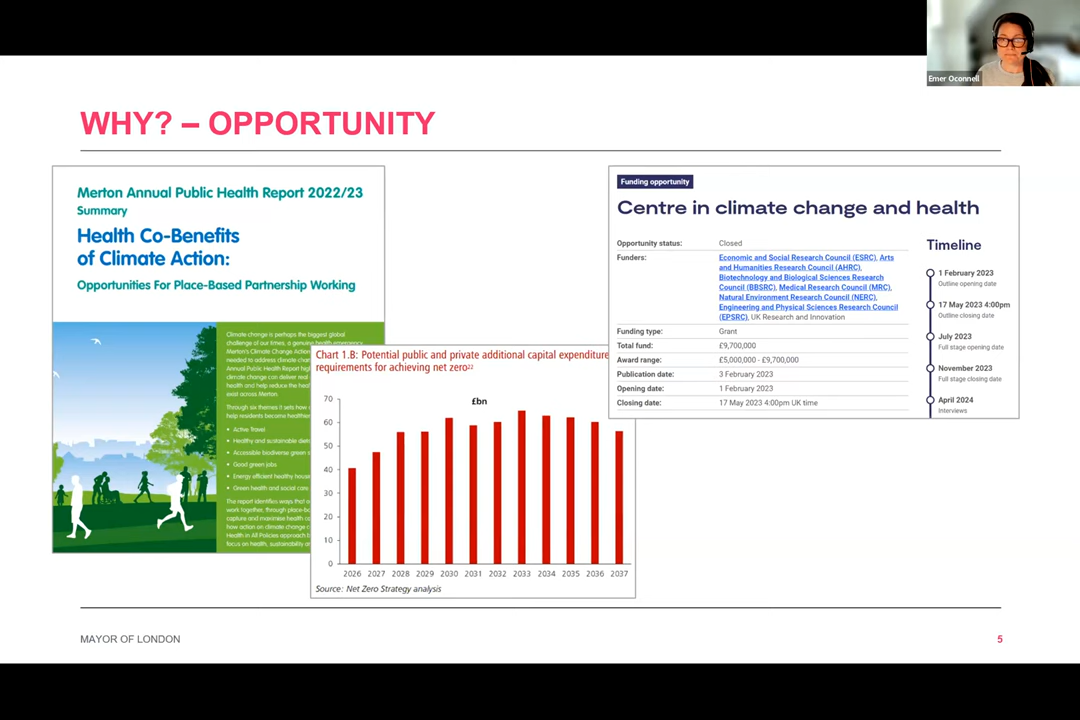 Emer Oconnell
WHY? – OPPORTUNITY
Merton Annual Public Health Report 2022/23
Summary
Health Co-Benefits
of Climate Action:
Opportunities For Place-Based Partnership Working
Climate change is perhaps the biggest global
challenge of our times, a genuine health emergency
Merton's Climate Change Action
needed to address climate
Annual Public Health Report
climate change can deliver real
health and help reduce the
exist across Merton.
Through six themes it sets how
help residents become healthier
• Active Travel
• Healthy and sustainable diets
• Accessible biodiverse green
• Good green jobs
• Energy efficient healthy
• Green health and social care
The report identifies ways that
work together, through
capture and maximise health
how action on climate change
Health in All Policies approach
focus on health, sustainability
Chart 1.B: Potential public and private additional capital expenditure
requirements for achieving net zero22
£bn
70
60
50
40
30
20
10
0
2026 2027 2028 2029 2030 2031 2032 2033 2034 2035 2036 2037
Source: Net Zero Strategy analysis
Funding opportunity
Centre in climate change and health
Opportunity status: Closed
Funders: Economic and Social Research Council (ESRC), Arts
and Humanities Research Council (AHRC),
Biotechnology and Biological Sciences Research
Council (BBSRC), Medical Research Council (MRC),
Natural Environment Research Council (NERC),
Engineering and Physical Sciences Research Council
(EPSRC), UK Research and Innovation
Funding type: Grant
Total fund: £9,700,000
Award range: £5,000,000 - £9,700,000
Publication date: 3 February 2023
Opening date: 1 February 2023
Closing date: 17 May 2023 4:00pm UK time
Timeline
1 February 2023
Outline opening date
17 May 2023 4:00pm
Outline closing date
July 2023
Full stage opening date
November 2023
Full stage closing date
April 2024
Interviews
MAYOR OF LONDON
5